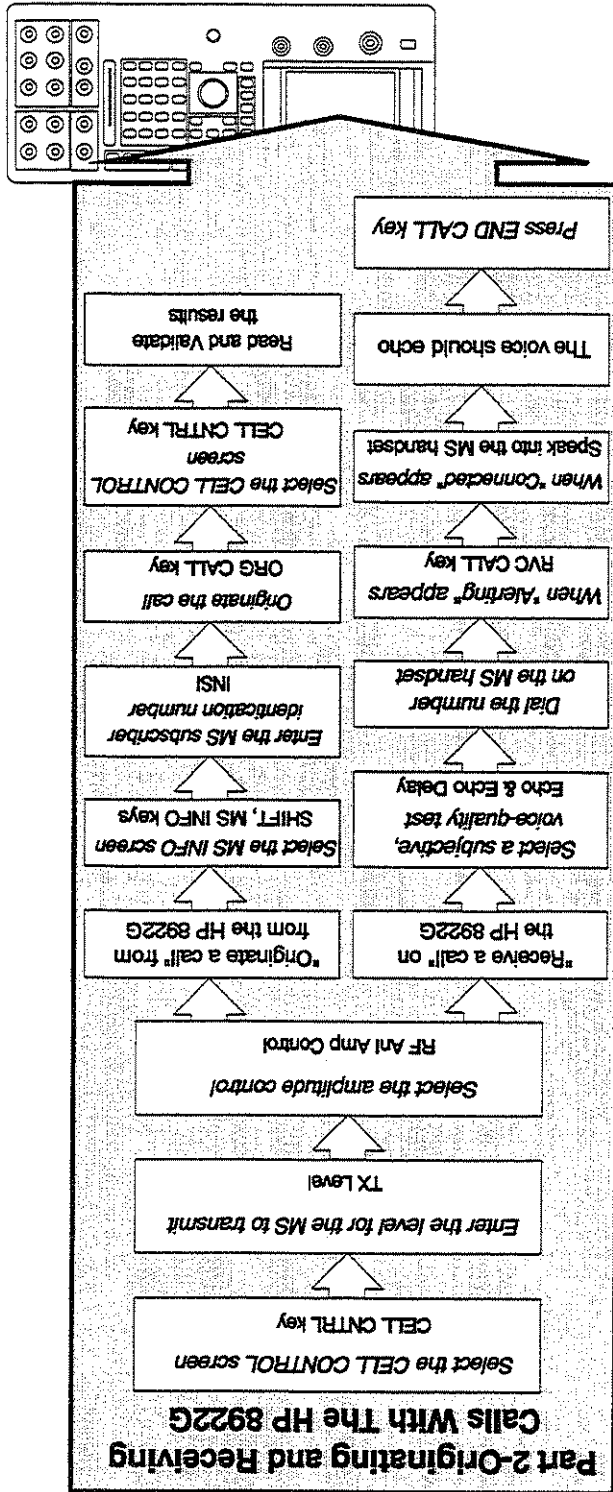 Part 2-Originating and Receiving
Calls With The HP 8922G
Select the CELL CONTROL screen
CELL CNTRL key
Enter the level for the MS to transmit
TX Level
Select the amplitude control
RF Anl Amp Control
"Receive a call" on
the HP 8922G
Select a subjective,
voice-quality test
Echo & Echo Delay
Dial the number
on the MS handset
When "Alerting" appears
RVC CALL key
When "Connected" appears
Speak into the MS handset
The voice should echo
Press END CALL key
"Originate a call" from
from the HP 8922G
Select the MS INFO screen
SHIFT, MS INFO keys
Enter the MS subscriber
identication number
INSI
Originate the call
ORG CALL key
Select the CELL CONTROL
screen
CELL CNTRL key
Read and Validate
the results